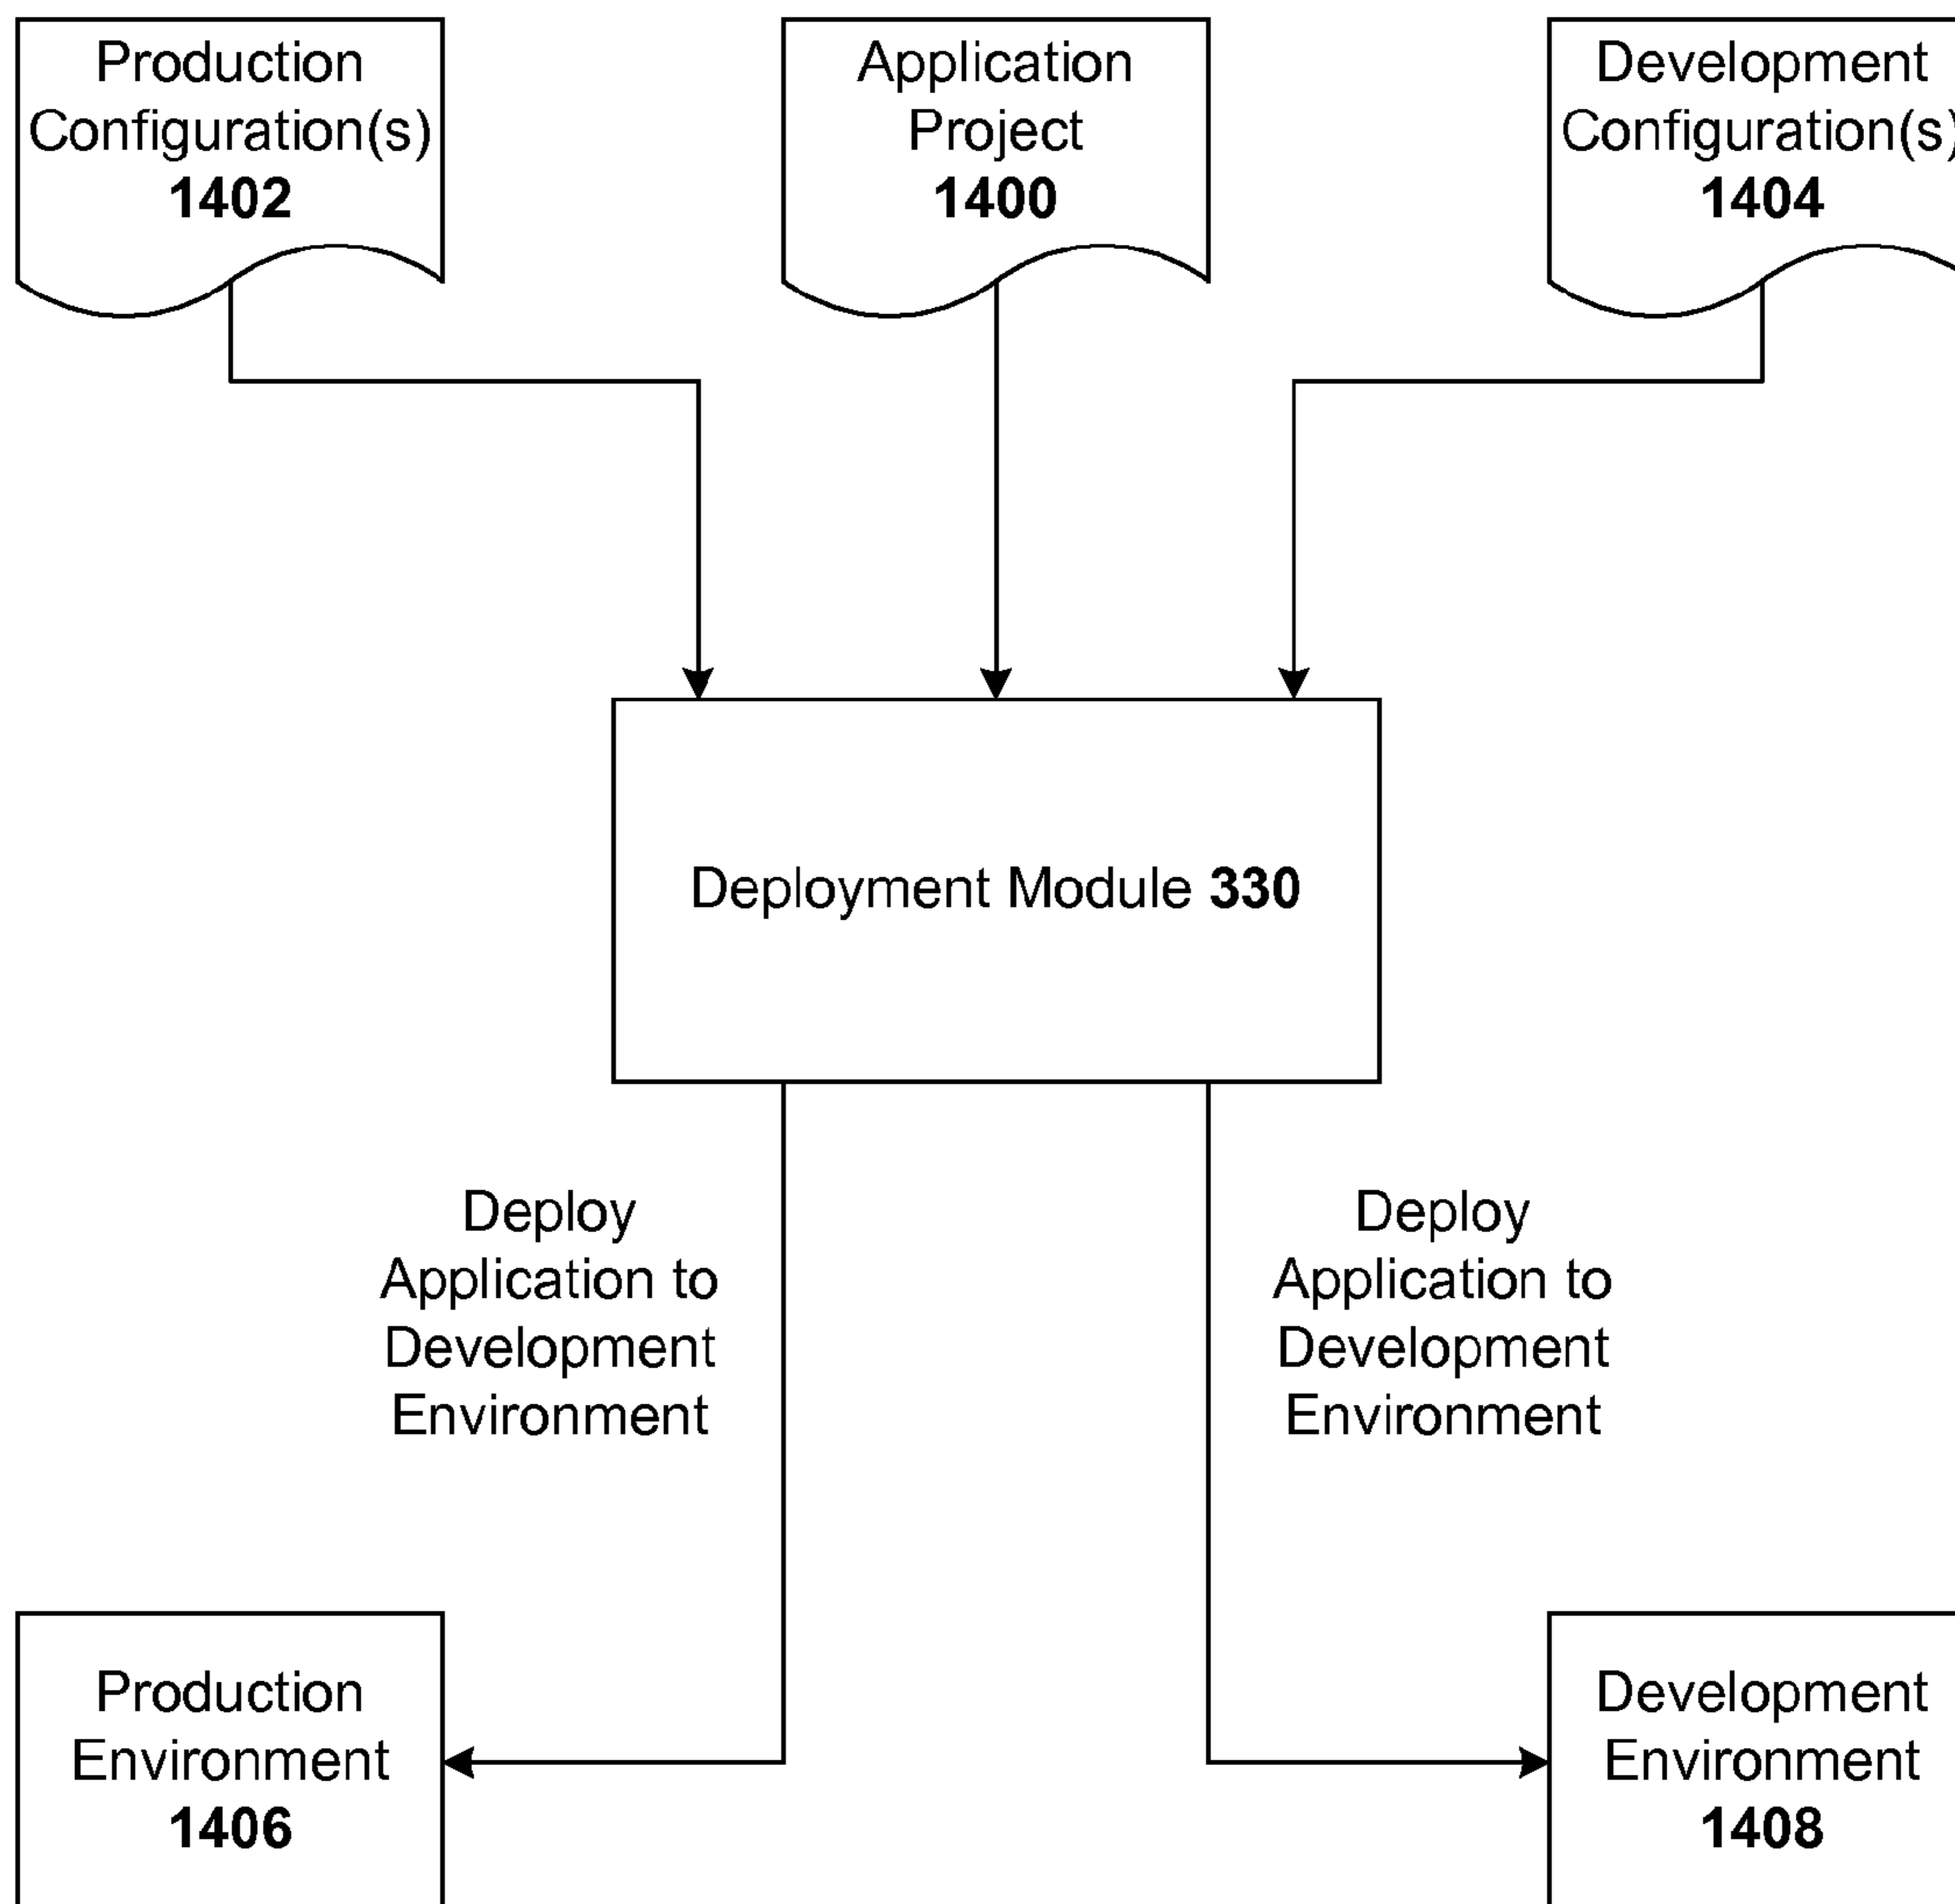 Production
Configuration(s)
1402
Application
Project
1400
Development
Configuration(s)
1404
Deployment Module 330
Deploy
Application to
Development
Environment
Deploy
Application to
Development
Environment
Production
Environment
1406
Development
Environment
1408